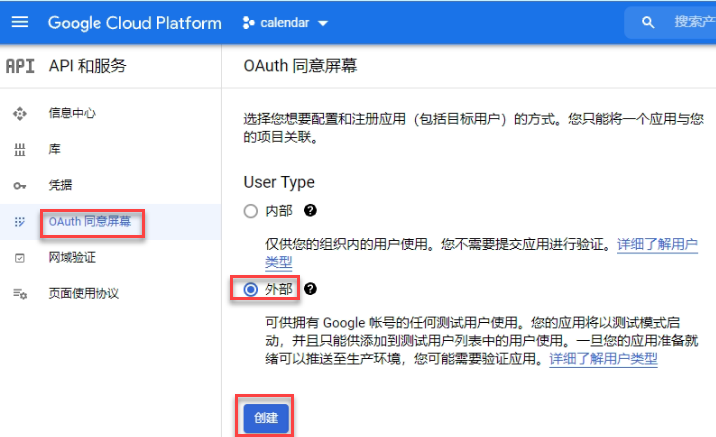 Google Cloud Platform
calendar
搜索产
API API 和服务
OAuth 同意屏幕
信息中心
库
凭据
OAuth 同意屏幕
网域验证
页面使用协议
选择您想要配置和注册应用（包括目标用户）的方式。您只能将一个应用与您
的项目关联。
User Type
内部
仅供您的组织内的用户使用。您不需要提交应用进行验证。详细了解用户
类型
外部
可供拥有 Google 帐号的任何测试用户使用。您的应用将以测试模式启
动，并且只能供添加到测试用户列表中的用户使用。一旦您的应用准备就
绪可以推送至生产环境，您可能需要验证应用。详细了解用户类型
创建